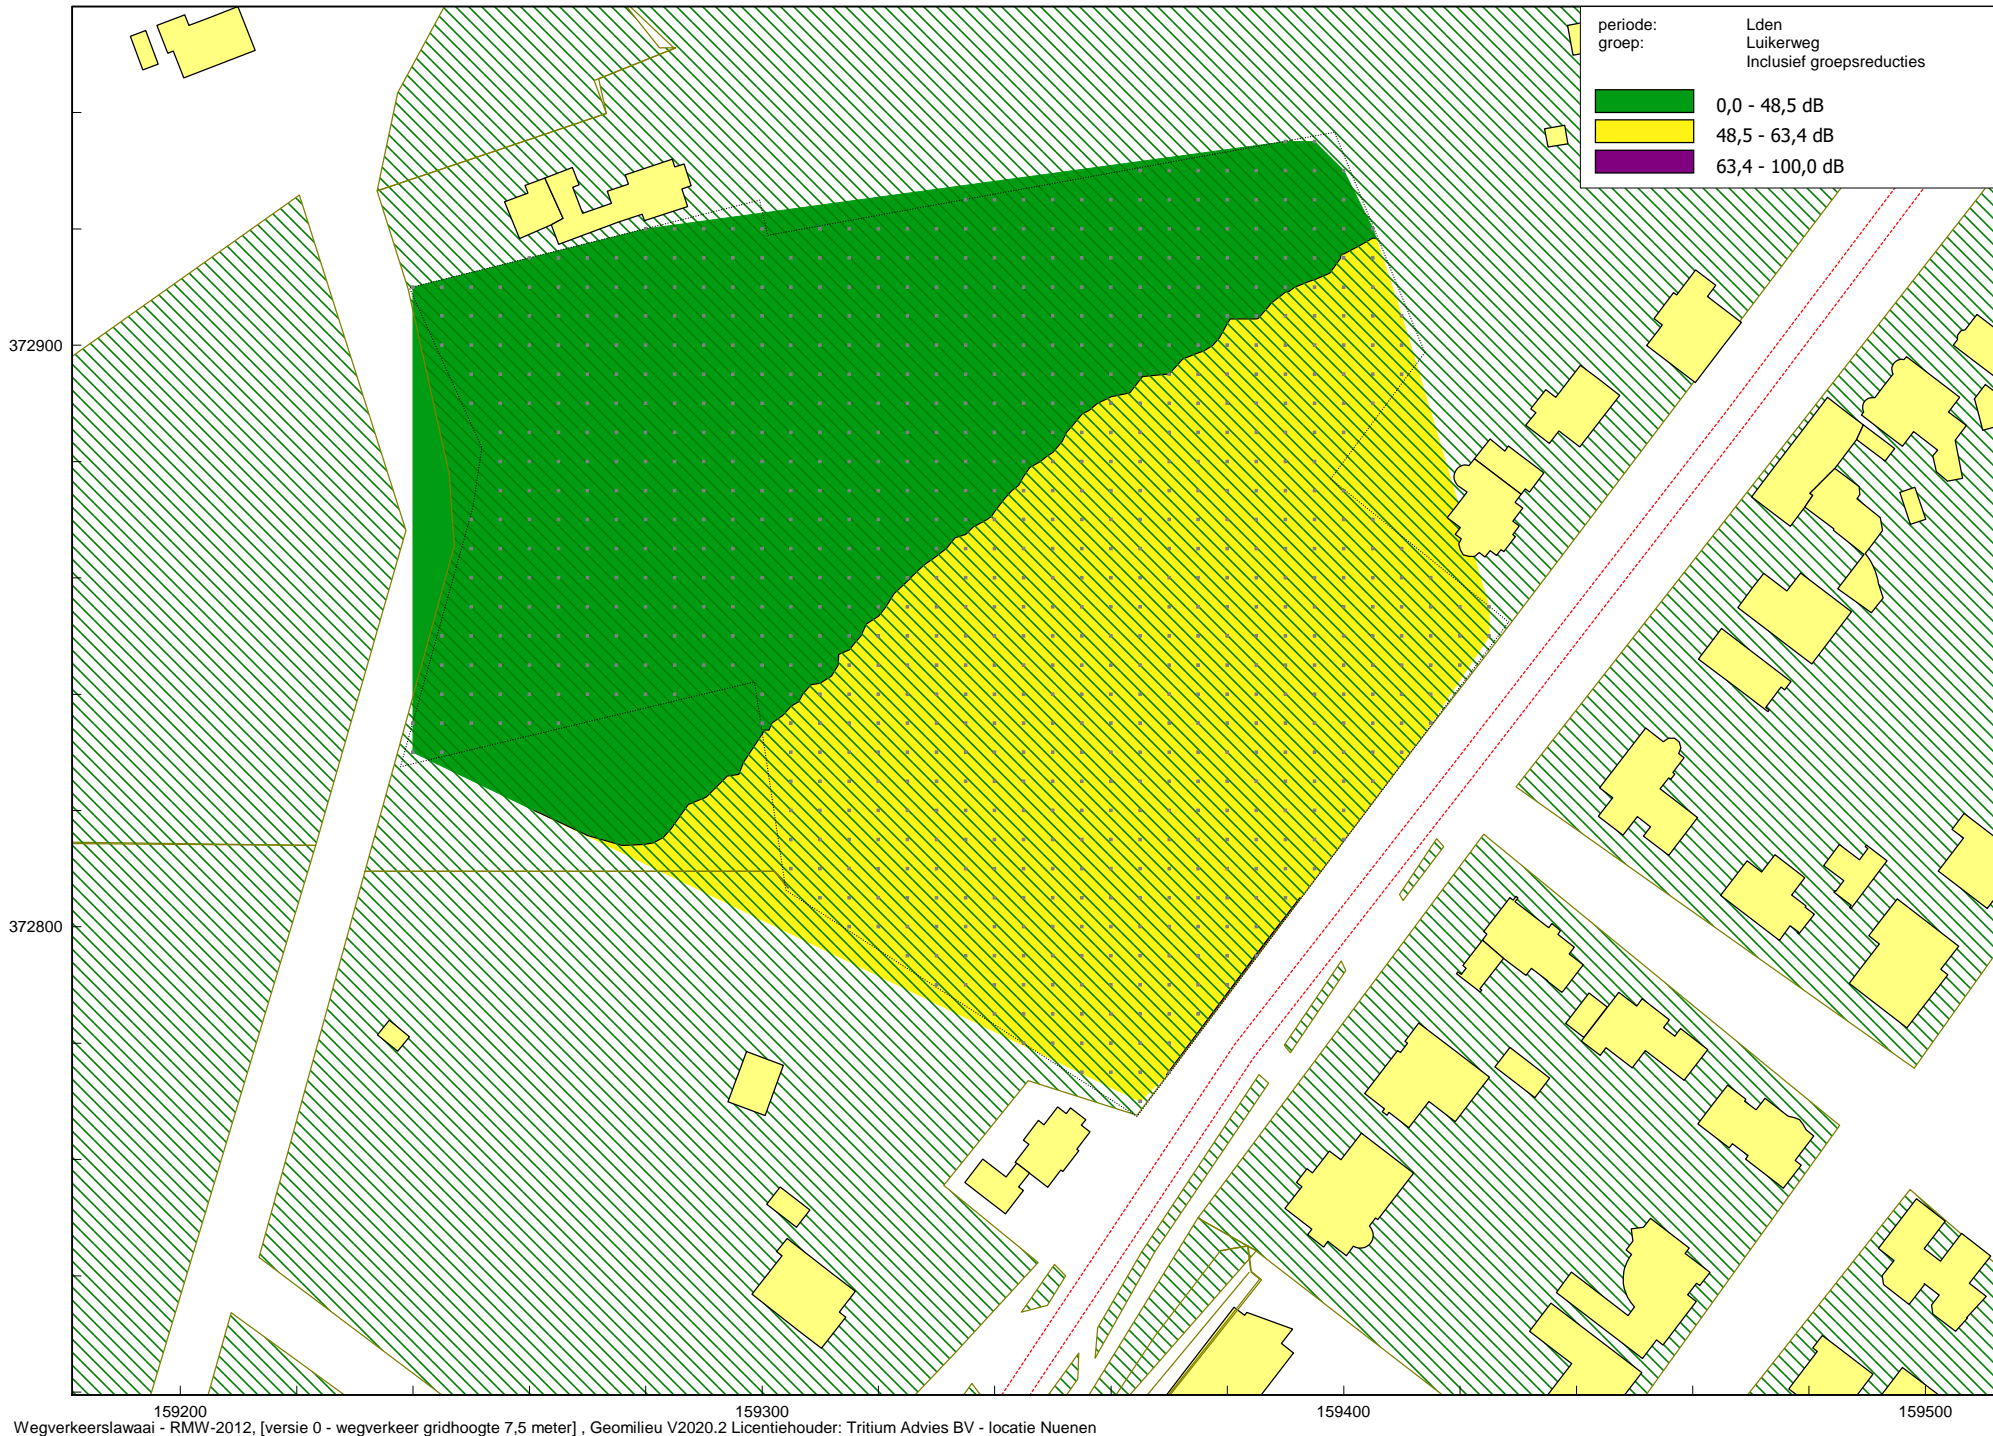 periode: Lden
groep: Luikerweg
Inclusief groepsreducties
0,0 - 48,5 dB
48,5 - 63,4 dB
63,4 - 100,0 dB
372900
372800
159200
159300
159400
159500
Wegverkeerslawaai - RMW-2012, [versie 0 - wegverkeer gridhoogte 7,5 meter] , Geomilieu V2020.2 Licentiehouder: Tritium Advies BV - locatie Nuenen